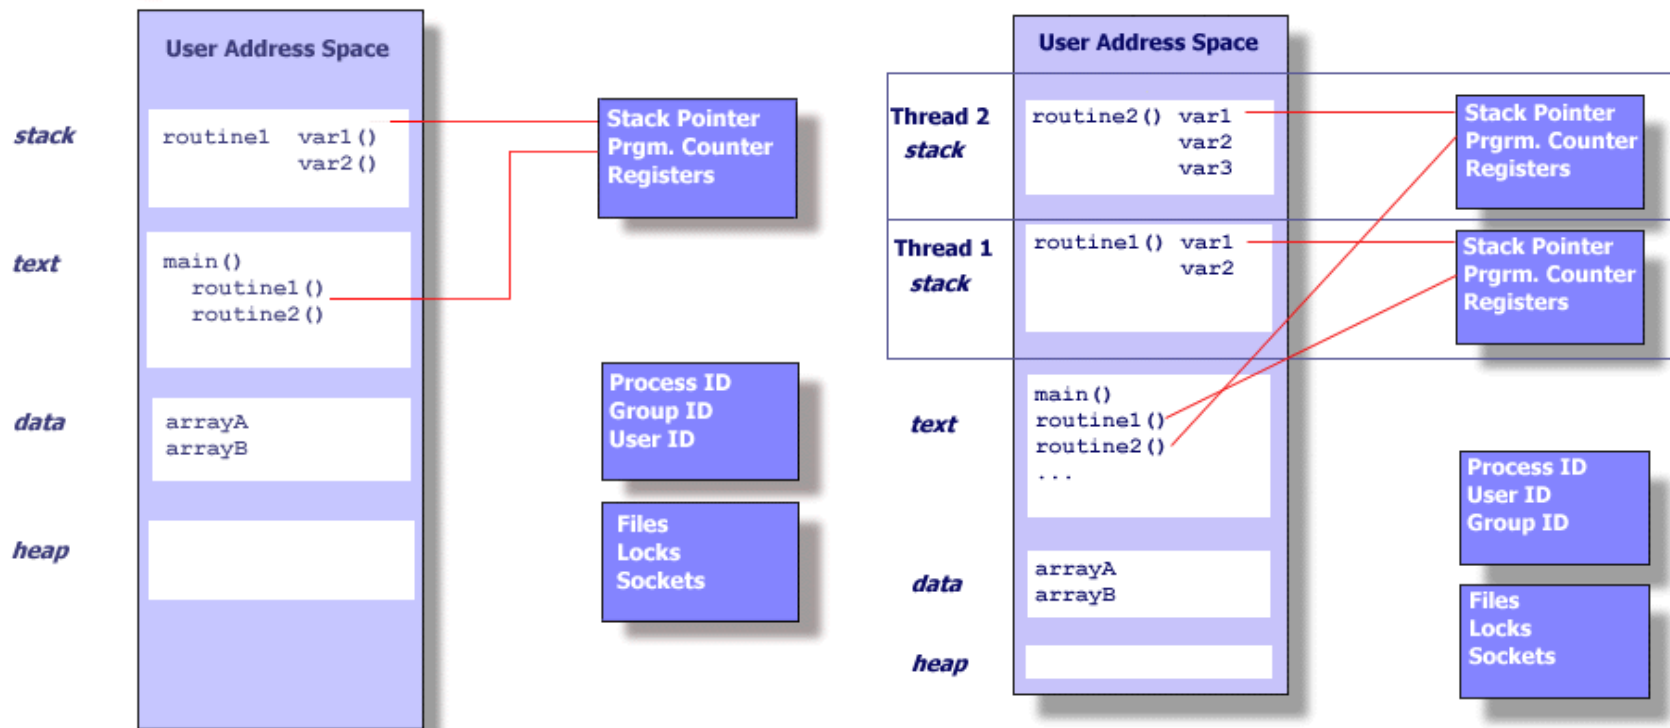 User Address Space
stack
routine1 var1()
var2()
Stack Pointer
Prgm. Counter
Registers
text
main()
routine1()
routine2()
Process ID
Group ID
User ID
data
arrayA
arrayB
Files
Locks
Sockets
heap
User Address Space
Thread 2
stack
routine2() var1
var2
var3
Stack Pointer
Prgrm. Counter
Registers
Thread 1
stack
routine1() var1
var2
Stack Pointer
Prgrm. Counter
Registers
text
main()
routine1()
routine2()
...
Process ID
User ID
Group ID
data
arrayA
arrayB
Files
Locks
Sockets
heap